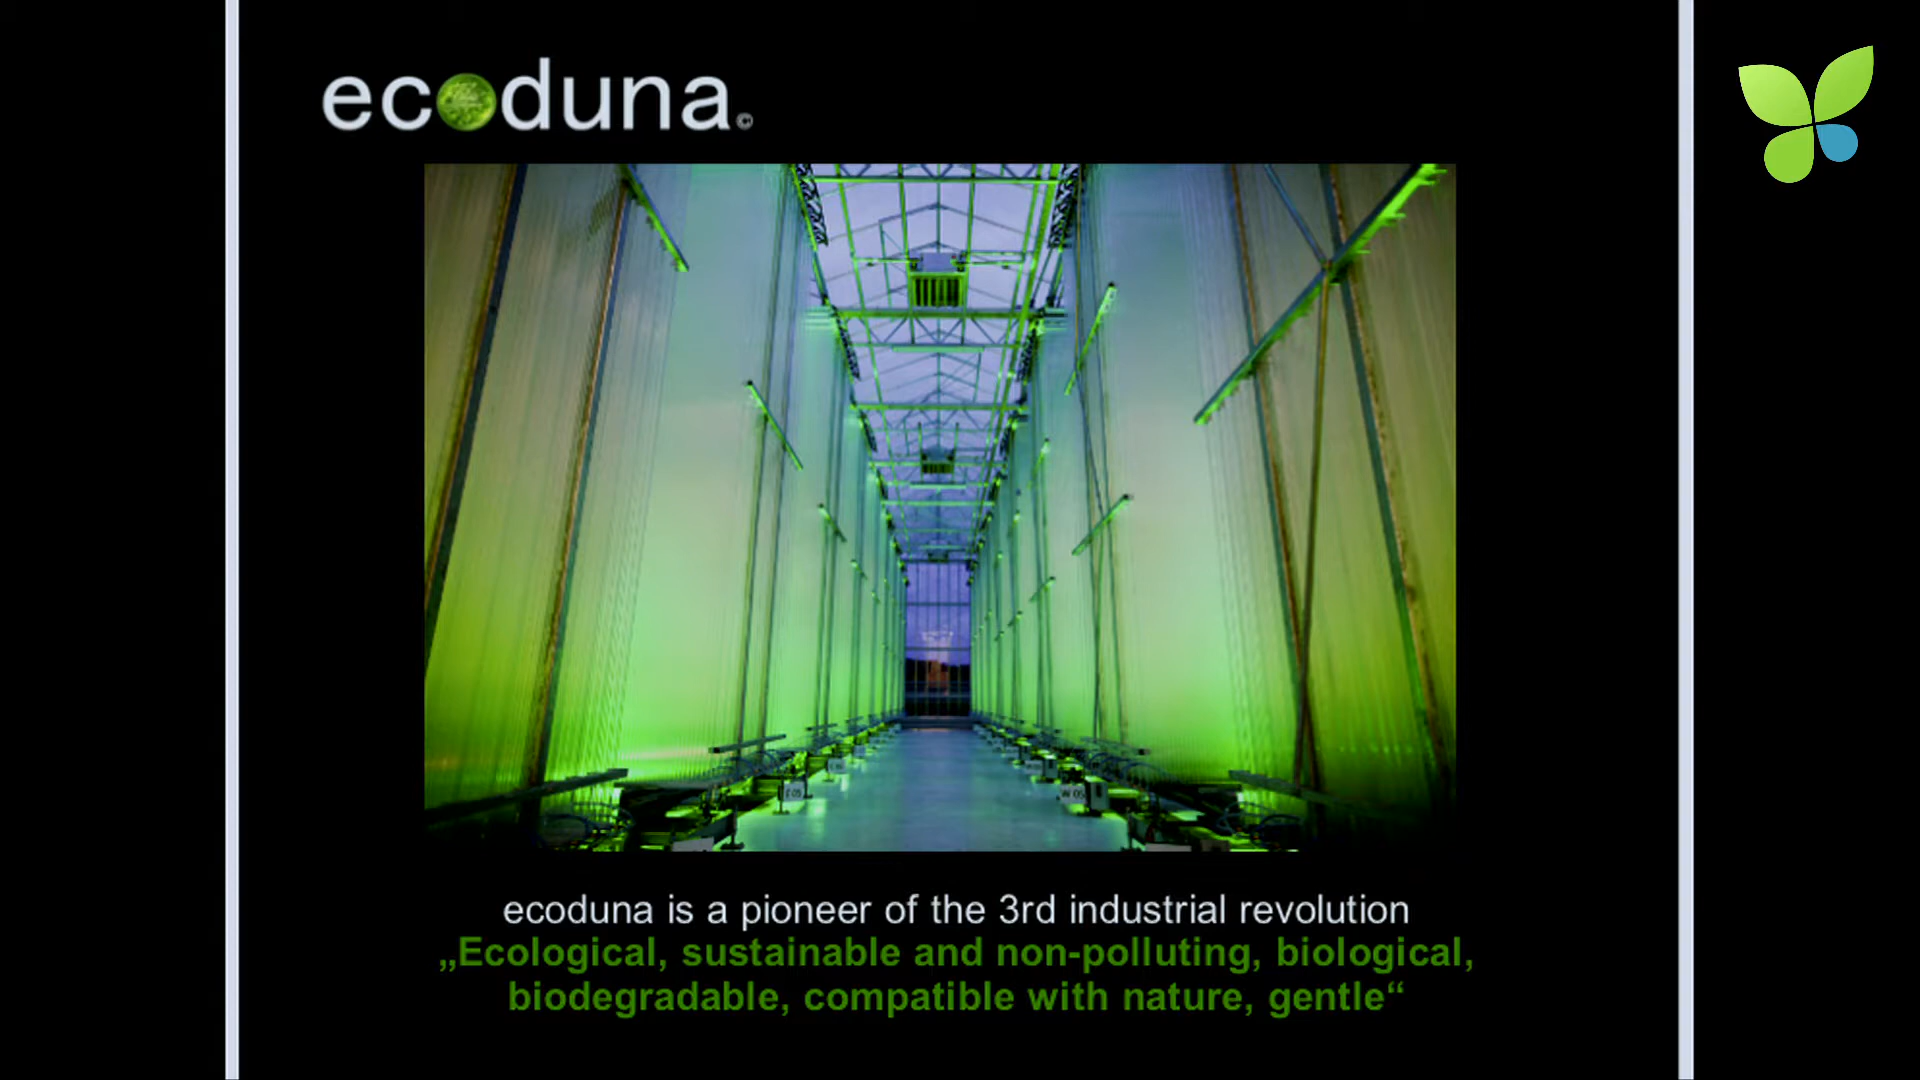 ecoduna©
ecoduna is a pioneer of the 3rd industrial revolution
„Ecological, sustainable and non-polluting, biological,
biodegradable, compatible with nature, gentle“